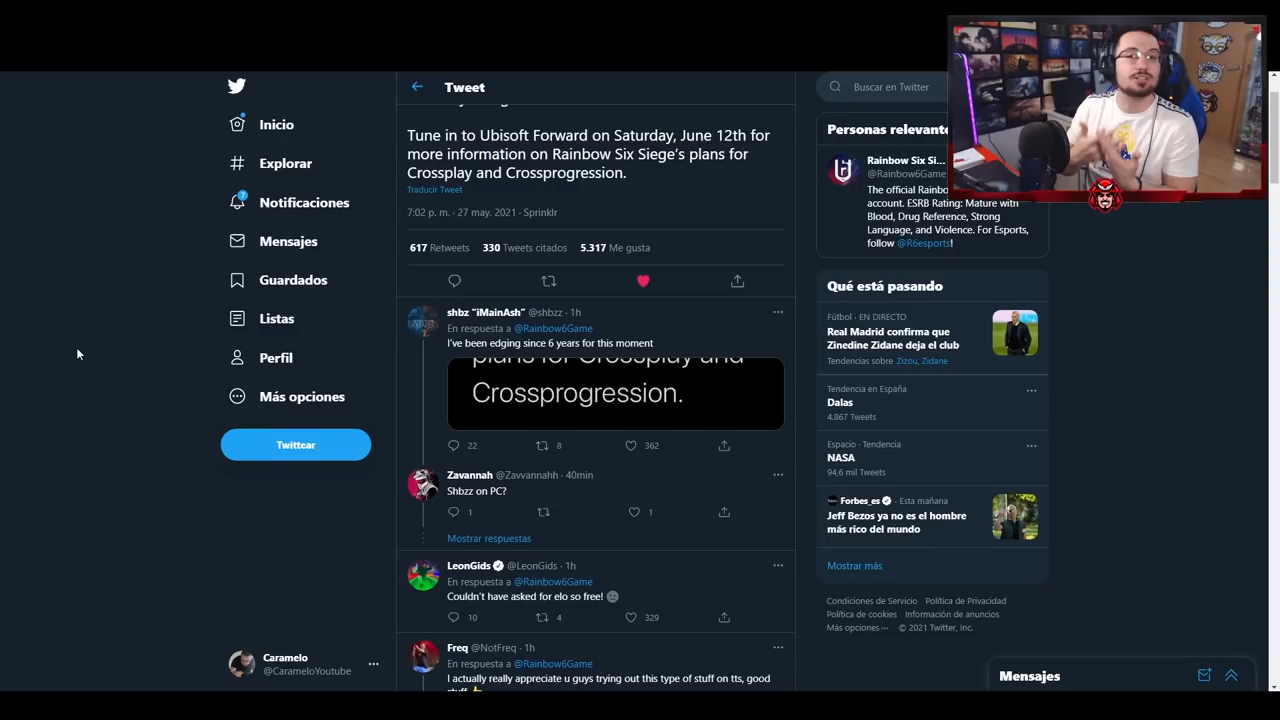 Tweet
Tune in to Ubisoft Forward on Saturday, June 12th for
more information on Rainbow Six Siege's plans for
Crossplay and Crossprogression.
Traducir Tweet
7:02 p. m. · 27 may. 2021 · Sprinklr
617 Retweets 330 Tweets citados 5.317 Me gusta
shbz "iMainAsh" @shbzz · 1h
En respuesta a @Rainbow6Game
I've been edging since 6 years for this moment
plans for Crossplay and
Crossprogression.
22 8 362
Zavannah @Zavvannahh · 40min
Shbzz on PC?
1 1
Mostrar respuestas
LeonGids @LeonGids · 1h
En respuesta a @Rainbow6Game
Couldn't have asked for elo so free!
10 4 329
Freq @NotFreq · 1h
En respuesta a @Rainbow6Game
I actually really appreciate u guys trying out this type of stuff on tts, good
stuff
Inicio
Explorar
7
Notificaciones
Mensajes
Guardados
Listas
Perfil
Más opciones
Twittear
Caramelo
@CarameloYoutube
Buscar en Twitter
Personas relevante
Rainbow Six Si...
@Rainbow6Game
The official Rainbo
account. ESRB Rating: Mature with
Blood, Drug Reference, Strong
Language, and Violence. For Esports,
follow @R6esports!
Qué está pasando
Fútbol · EN DIRECTO
Real Madrid confirma que
Zinedine Zidane deja el club
Tendencias sobre Zizou, Zidane
Tendencia en España
Dalas
4.867 Tweets
Espacio · Tendencia
NASA
94,6 mil Tweets
Forbes_es · Esta mañana
Jeff Bezos ya no es el hombre
más rico del mundo
Mostrar más
Condiciones de Servicio Política de Privacidad
Política de cookies Información de anuncios
Más opciones ··· © 2021 Twitter, Inc.
Mensajes